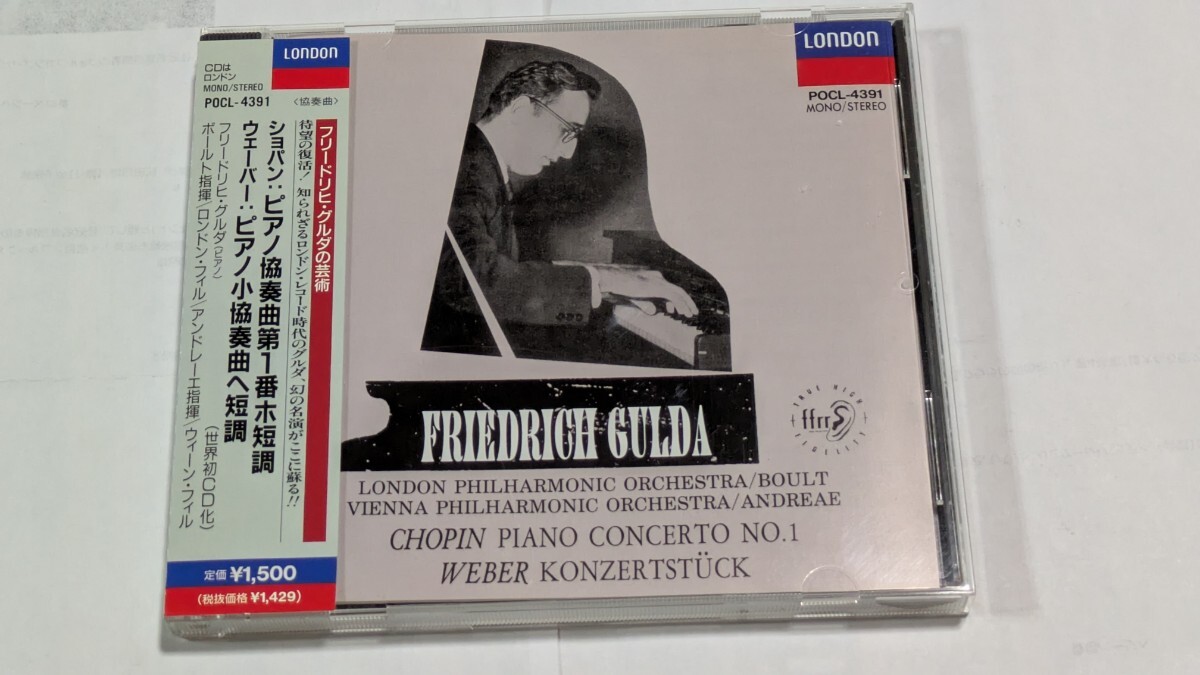 LONDON
CDは
ロンドン
MONO/STEREO
POCL-4391
〈協奏曲〉
フリードリヒ・グルダの芸術
待望の復活! 知られざるロンドン・レコード時代のグルダ、幻の名演がここに蘇る!!
ショパン:ピアノ協奏曲第1番ホ短調
ウェーバー:ピアノ小協奏曲ヘ短調
(世界初CD化)
フリードリヒ・グルダ(ピアノ)
ボールト指揮/ロンドン・フィル/アンドレーエ指揮/ウィーン・フィル
定価 ¥1,500
(税抜価格 ¥1,429)
LONDON
POCL-4391
MONO/STEREO
FRIEDRICH GULDA
TRUE HIGH
ffrr
FIDELITY
LONDON PHILHARMONIC ORCHESTRA/BOULT
VIENNA PHILHARMONIC ORCHESTRA/ANDREAE
CHOPIN PIANO CONCERTO NO.1
WEBER KONZERTSTÜCK